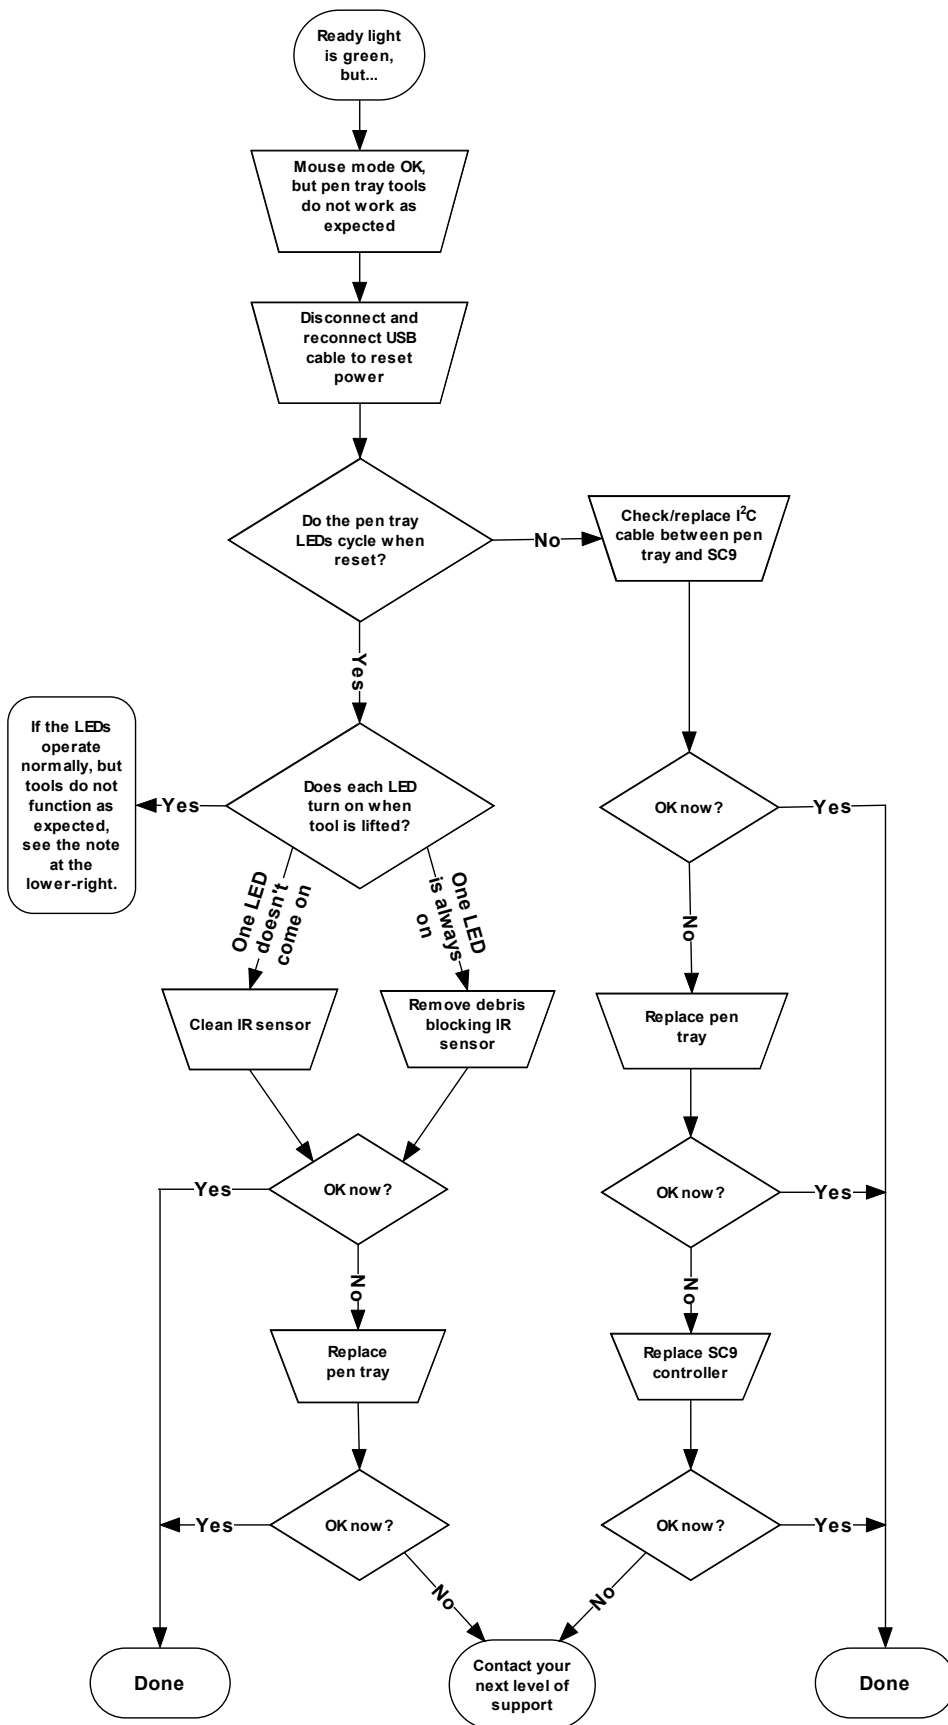 Ready light
is green,
but...
Mouse mode OK,
but pen tray tools
do not work as
expected
Disconnect and
reconnect USB
cable to reset
power
Do the pen tray
LEDs cycle when
reset?
No
Check/replace I²C
cable between pen
tray and SC9
Yes
If the LEDs
operate
normally, but
tools do not
function as
expected,
see the note
at the
lower-right.
Yes
Does each LED
turn on when
tool is lifted?
OK now?
Yes
One LED
doesn't
come on
One LED
is always
on
No
Clean IR sensor
Remove debris
blocking IR
sensor
Replace pen
tray
Yes
OK now?
OK now?
Yes
No
No
Replace
pen tray
Replace SC9
controller
Yes
OK now?
OK now?
Yes
No
No
Done
Contact your
next level of
support
Done